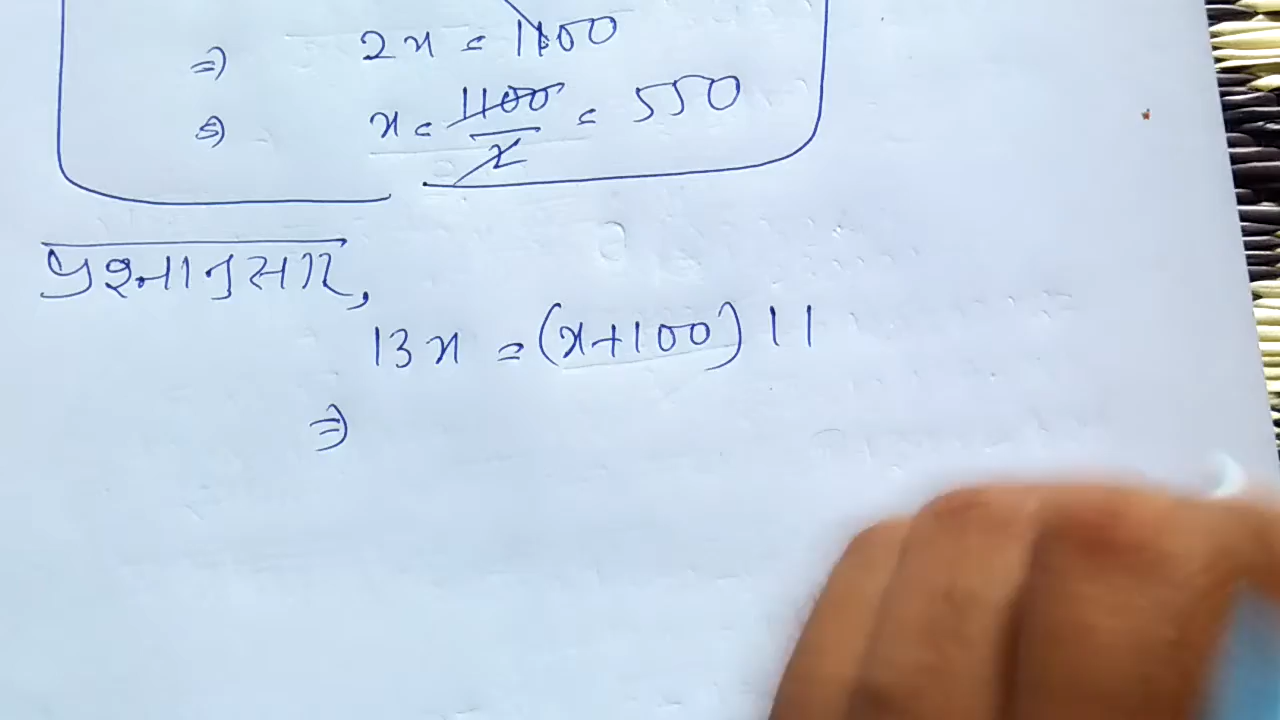 ⇒ 2x = 1100
⇒ x = 1100/2 = 550
प्रश्नानुसार,
13x = (x+100) 11
⇒